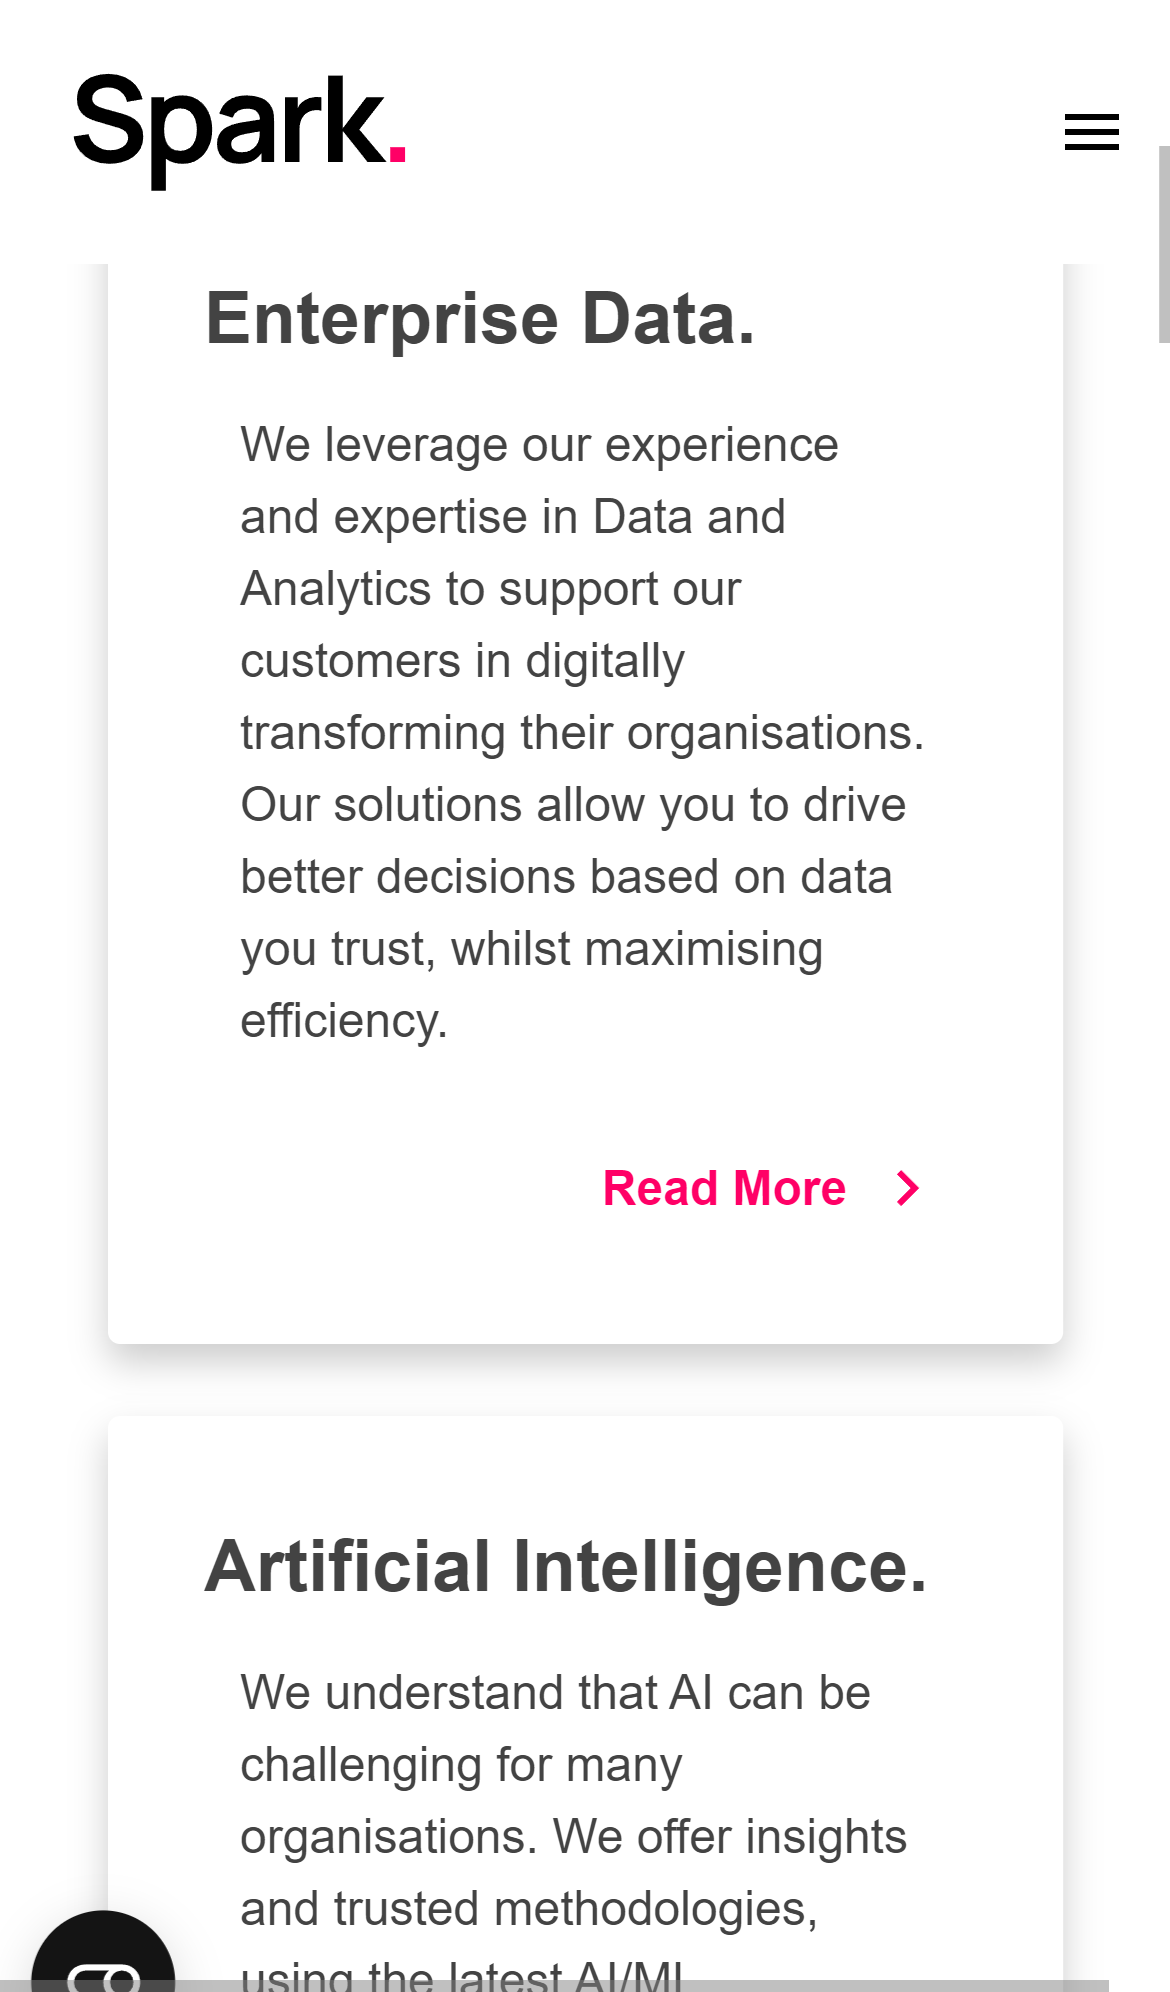 Spark.
Enterprise Data.
We leverage our experience
and expertise in Data and
Analytics to support our
customers in digitally
transforming their organisations.
Our solutions allow you to drive
better decisions based on data
you trust, whilst maximising
efficiency.
Read More
Artificial Intelligence.
We understand that AI can be
challenging for many
organisations. We offer insights
and trusted methodologies,
using the latest AI/ML